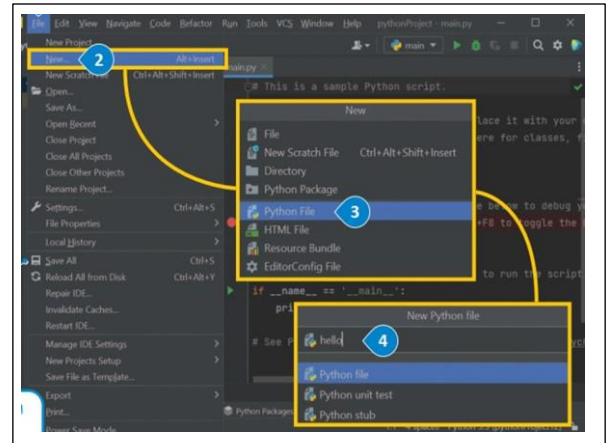 File Edit View Navigate Code Refactor Run Tools VCS Window Help pythonProject - main.py
New Project
New... Alt+Insert
2
New Scratch File Ctrl+Alt+Shift+Insert
Open...
Save As...
Open Recent
Close Project
Close All Projects
Close Other Projects
Rename Project...
Settings... Ctrl+Alt+S
File Properties
Local History
Save All Ctrl+S
Reload All from Disk Ctrl+Alt+Y
Repair IDE...
Invalidate Caches...
Restart IDE...
Manage IDE Settings
New Projects Setup
Save File as Template...
Export
Print...
Power Save Mode
main
main.py
# This is a sample Python script.
lace it with your
ere for classes, f
e below to debug yo
+F8 to toggle the
to run the script
if __name__ == '__main__':
pri
# See P
New
File
New Scratch File Ctrl+Alt+Shift+Insert
Directory
Python Package
Python File
3
HTML File
Resource Bundle
EditorConfig File
New Python file
hello
4
Python file
Python unit test
Python stub
Python Packages